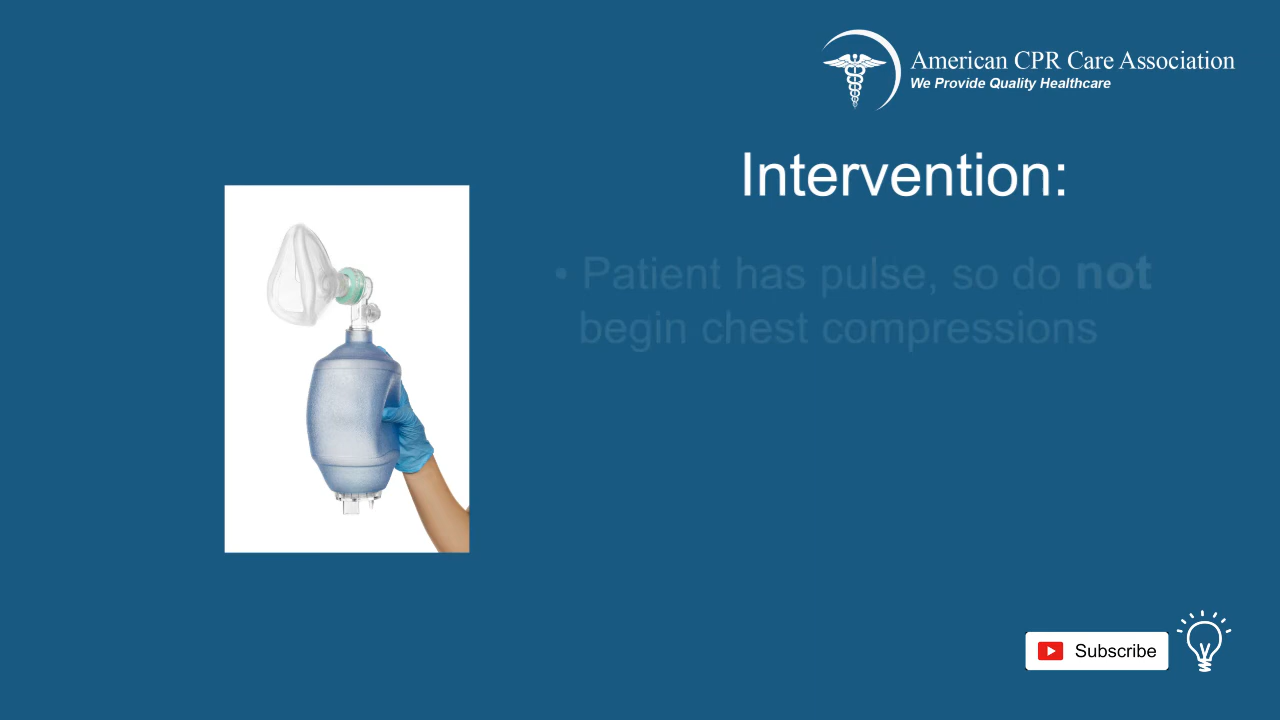 American CPR Care Association
We Provide Quality Healthcare
Intervention:
• Patient has pulse, so do not
begin chest compressions
Subscribe